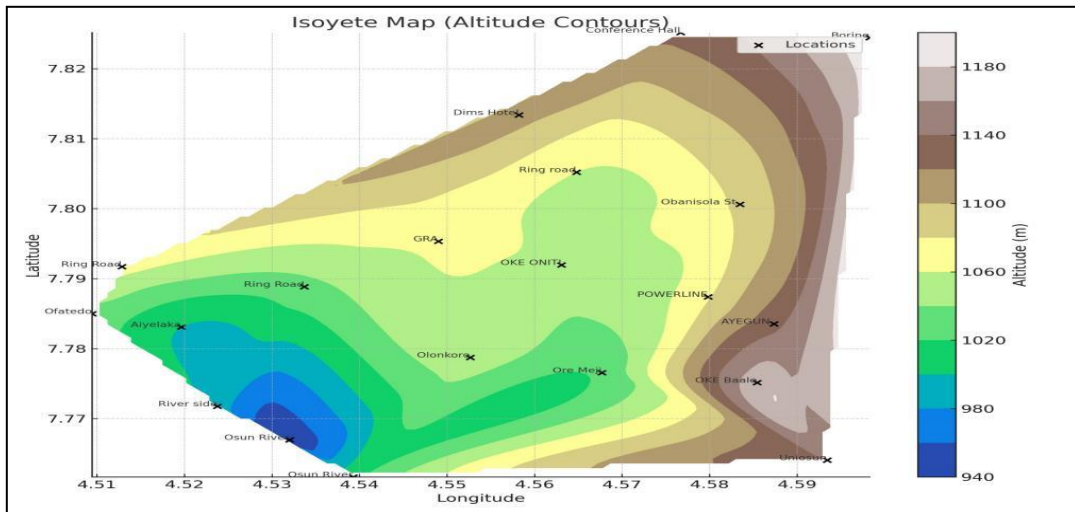 Isoyete Map (Altitude Contours)
Conference Hall
Boring
Locations
7.82
1180
Dims Hotel
7.81
1140
Ring road
7.80
Obanisola St
1100
GRA
Ring Road
OKE ONITI
7.79
Ring Road
POWERLINE
1060
Ofatedo
Aiyelaka
AYEGUN
7.78
Olonkoro
1020
Ore Meji
OKE Baale
River side
7.77
980
Osun River
Uniosun
Osun River
940
4.51 4.52 4.53 4.54 4.55 4.56 4.57 4.58 4.59
Longitude
Latitude
Altitude (m)